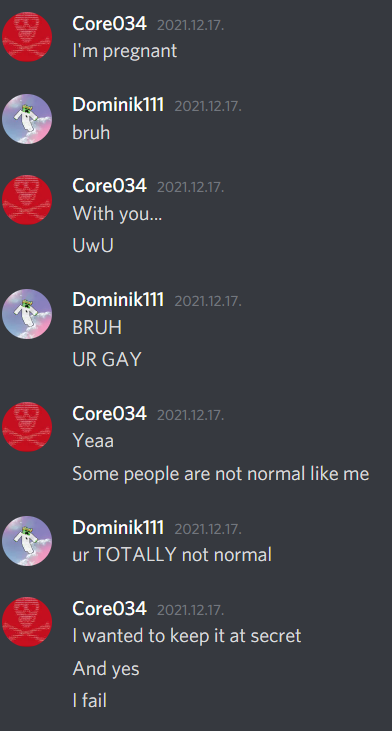 Core034 2021.12.17.
I'm pregnant
Dominik111 2021.12.17.
bruh
Core034 2021.12.17.
With you...
UwU
Dominik111 2021.12.17.
BRUH
UR GAY
Core034 2021.12.17.
Yeaa
Some people are not normal like me
Dominik111 2021.12.17.
ur TOTALLY not normal
Core034 2021.12.17.
I wanted to keep it at secret
And yes
I fail